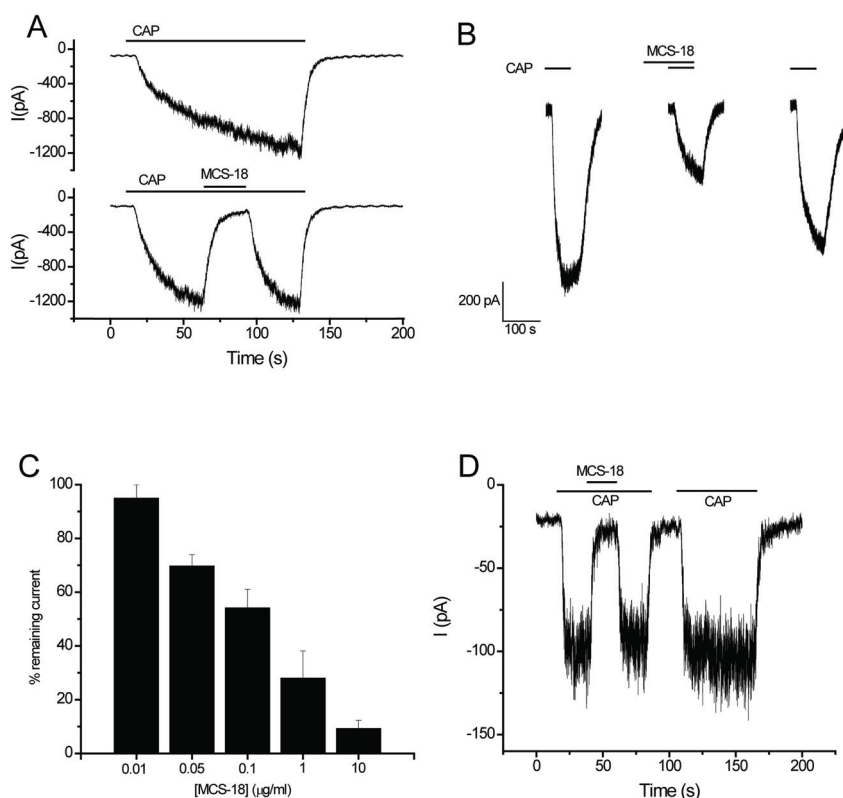 A
CAP
0
-400
-800
-1200
I(pA)
CAP
MCS-18
0
-400
-800
-1200
I(pA)
0 50 100 150 200
Time (s)
B
MCS-18
CAP
200 pA
100 s
C
100
80
60
40
20
0
% remaining current
0.01 0.05 0.1 1 10
[MCS-18] (μg/ml)
D
MCS-18
CAP CAP
0
-25
-50
-75
-100
-125
-150
I (pA)
0 50 100 150 200
Time (s)